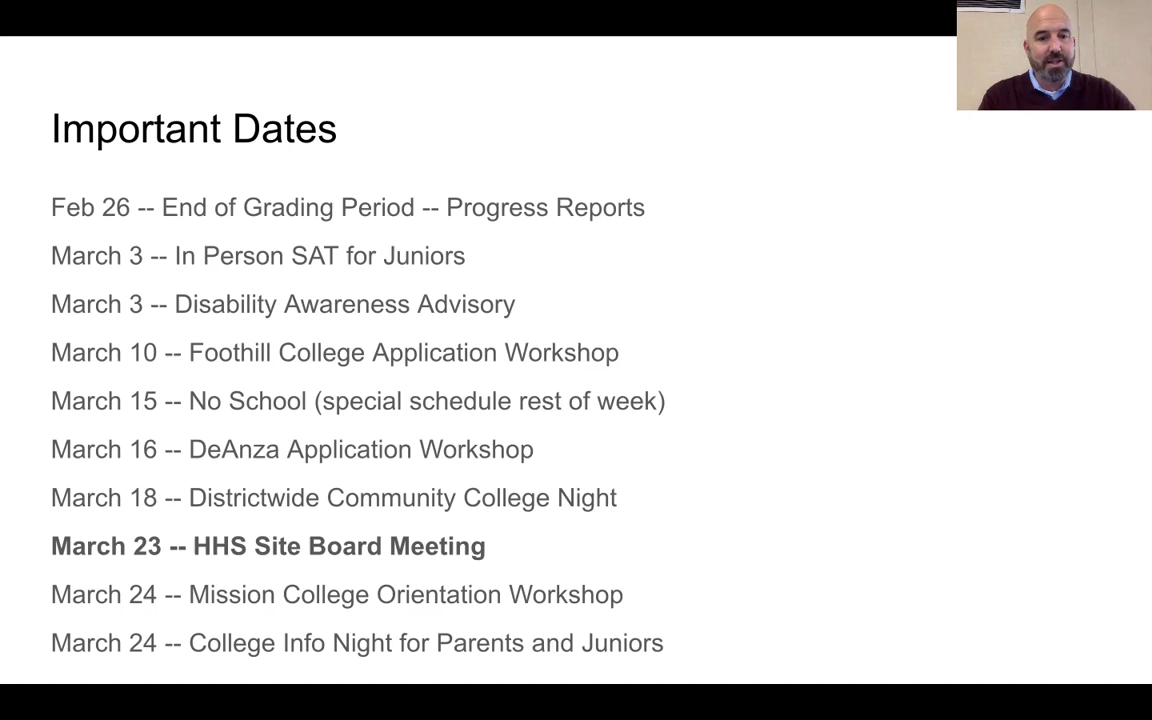 Important Dates
Feb 26 -- End of Grading Period -- Progress Reports
March 3 -- In Person SAT for Juniors
March 3 -- Disability Awareness Advisory
March 10 -- Foothill College Application Workshop
March 15 -- No School (special schedule rest of week)
March 16 -- DeAnza Application Workshop
March 18 -- Districtwide Community College Night
March 23 -- HHS Site Board Meeting
March 24 -- Mission College Orientation Workshop
March 24 -- College Info Night for Parents and Juniors